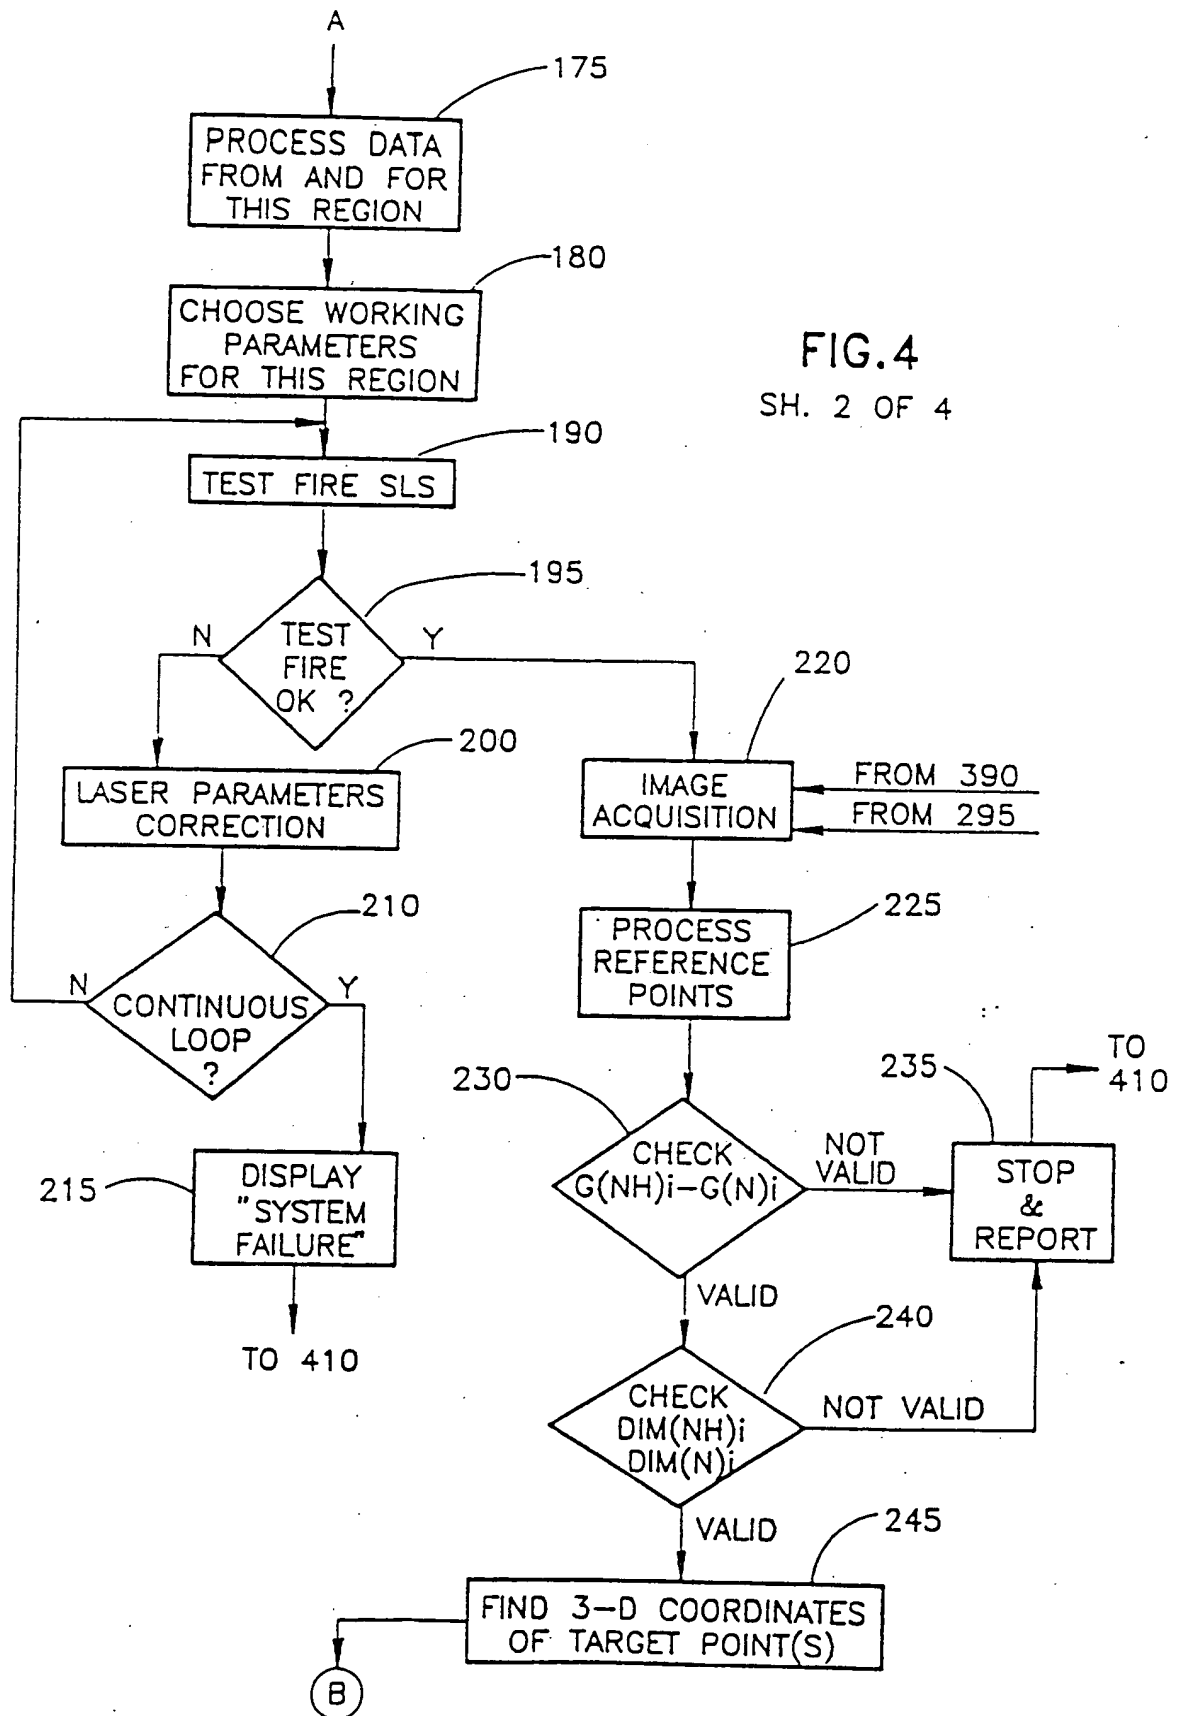 A
175
PROCESS DATA
FROM AND FOR
THIS REGION
180
CHOOSE WORKING
PARAMETERS
FOR THIS REGION
FIG.4
SH. 2 OF 4
190
TEST FIRE SLS
195
TEST
FIRE
OK ?
N
Y
200
LASER PARAMETERS
CORRECTION
220
IMAGE
ACQUISITION
FROM 390
FROM 295
210
CONTINUOUS
LOOP
?
N
Y
225
PROCESS
REFERENCE
POINTS
215
DISPLAY
"SYSTEM
FAILURE"
TO 410
230
CHECK
G(NH)i-G(N)i
NOT
VALID
235
STOP
&
REPORT
TO
410
VALID
240
CHECK
DIM(NH)i
DIM(N)i
NOT VALID
VALID
245
FIND 3-D COORDINATES
OF TARGET POINT(S)
B